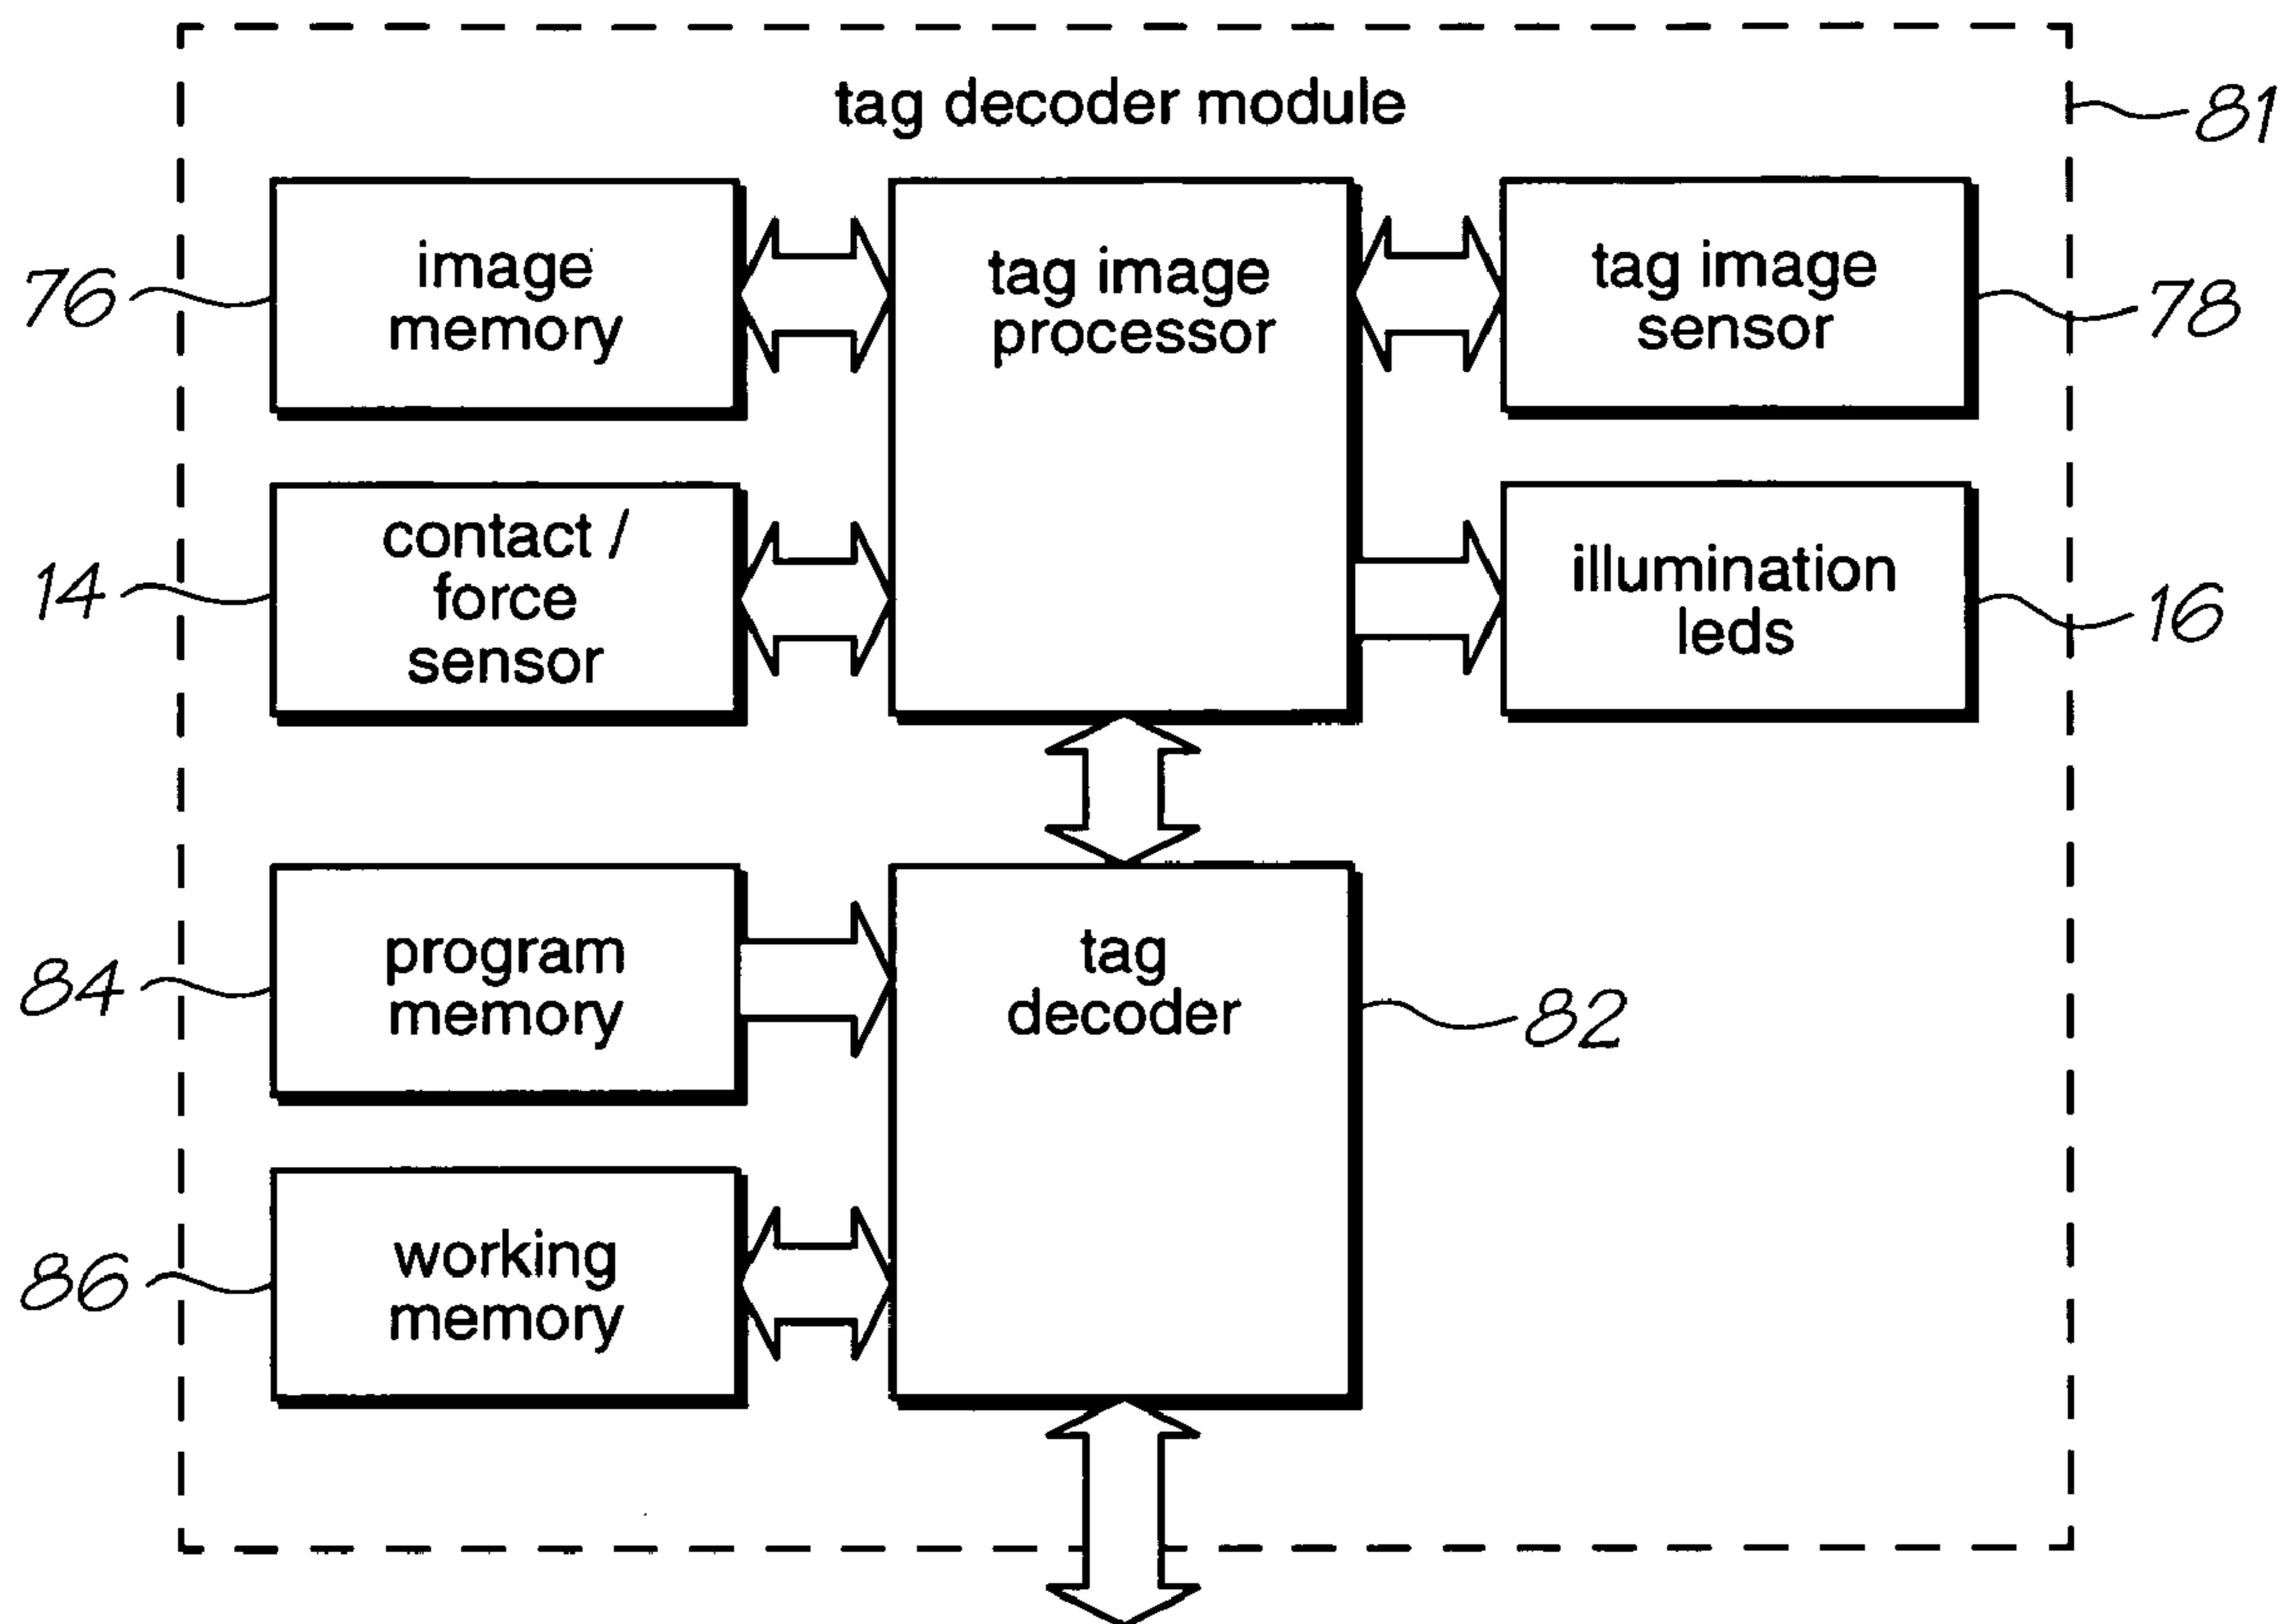 tag decoder module
81
image
memory
76
tag image
processor
tag image
sensor
78
contact /
force
sensor
14
illumination
leds
16
program
memory
84
tag
decoder
82
working
memory
86